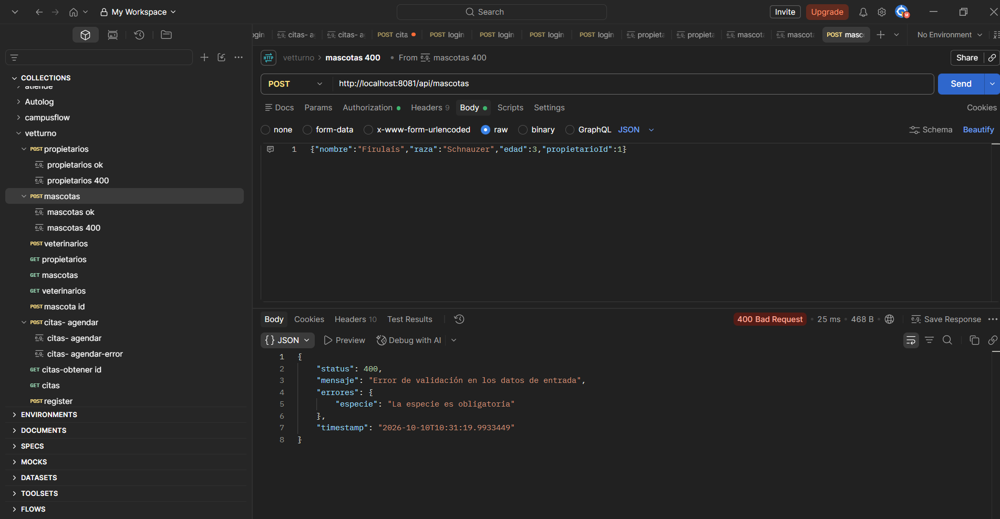 My Workspace
Search
Invite
Upgrade
ogin
e.g. citas- a
e.g. citas- a
POST cita
POST login
POST login
POST login
POST login
e.g. propieta
e.g. propieta
e.g. mascota
e.g. mascota
POST masc
No Environment
HTTP vetturno > mascotas 400 • From e.g. mascotas 400
Share
POST
http://localhost:8081/api/mascotas
Send
Docs Params Authorization Headers 9 Body Scripts Settings
Cookies
none form-data x-www-form-urlencoded raw binary GraphQL JSON
Schema Beautify
1 {"nombre":"Firulais","raza":"Schnauzer","edad":3,"propietarioId":1}
COLLECTIONS
atiende
Autolog
campusflow
vetturno
POST propietarios
e.g. propietarios ok
e.g. propietarios 400
POST mascotas
e.g. mascotas ok
e.g. mascotas 400
POST veterinarios
GET propietarios
GET mascotas
GET veterinarios
POST mascota id
POST citas- agendar
e.g. citas- agendar
e.g. citas- agendar-error
GET citas-obtener id
GET citas
POST register
ENVIRONMENTS
DOCUMENTS
SPECS
MOCKS
DATASETS
TOOLSETS
FLOWS
Body Cookies Headers 10 Test Results
400 Bad Request • 25 ms • 468 B
e.g. Save Response
{} JSON Preview Debug with AI
1 {
2 "status": 400,
3 "mensaje": "Error de validación en los datos de entrada",
4 "errores": {
5 "especie": "La especie es obligatoria"
6 },
7 "timestamp": "2026-10-10T10:31:19.9933449"
8 }